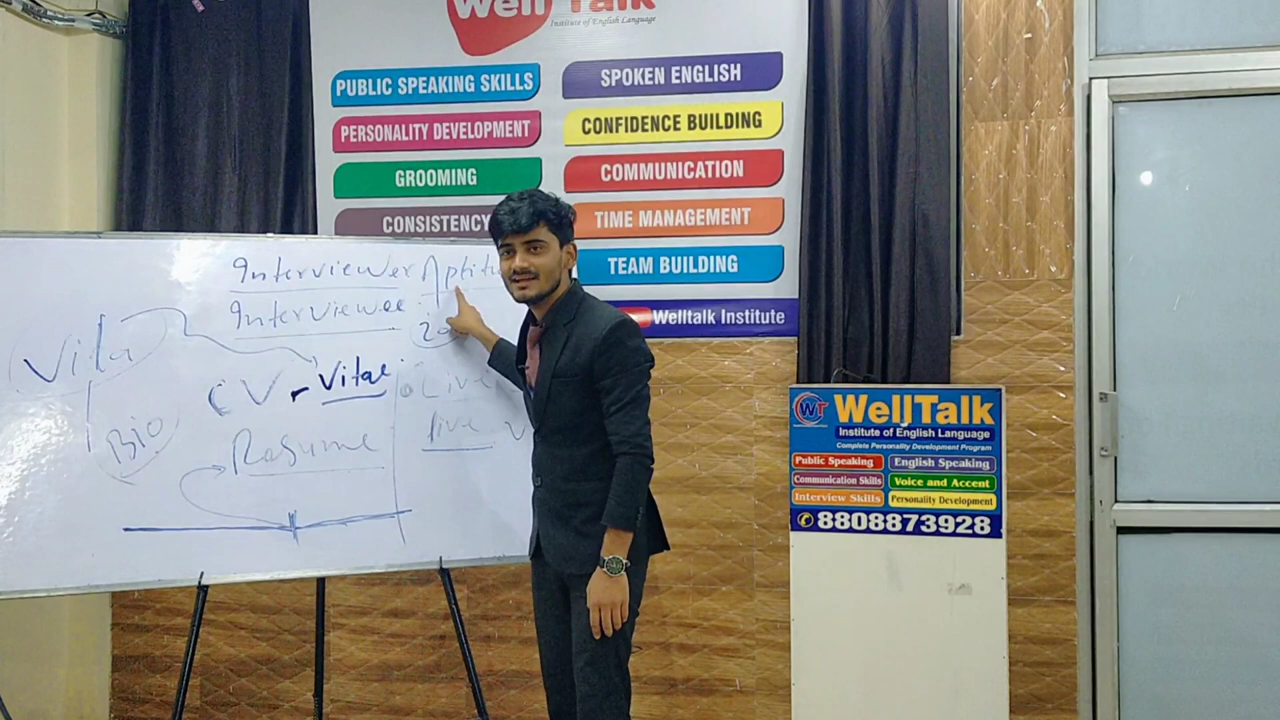 Well Talk
Institute of English Language
PUBLIC SPEAKING SKILLS
SPOKEN ENGLISH
PERSONALITY DEVELOPMENT
CONFIDENCE BUILDING
GROOMING
COMMUNICATION
CONSISTENCY
TIME MANAGEMENT
TEAM BUILDING
Welltalk Institute
Interviewer
Interviewee
Vita
CV - Vitae
live
Bio
Resume
WT
WellTalk
Institute of English Language
Complete Personality Development Program
Public Speaking
English Speaking
Communication Skills
Voice and Accent
Interview Skills
Personality Development
8808873928